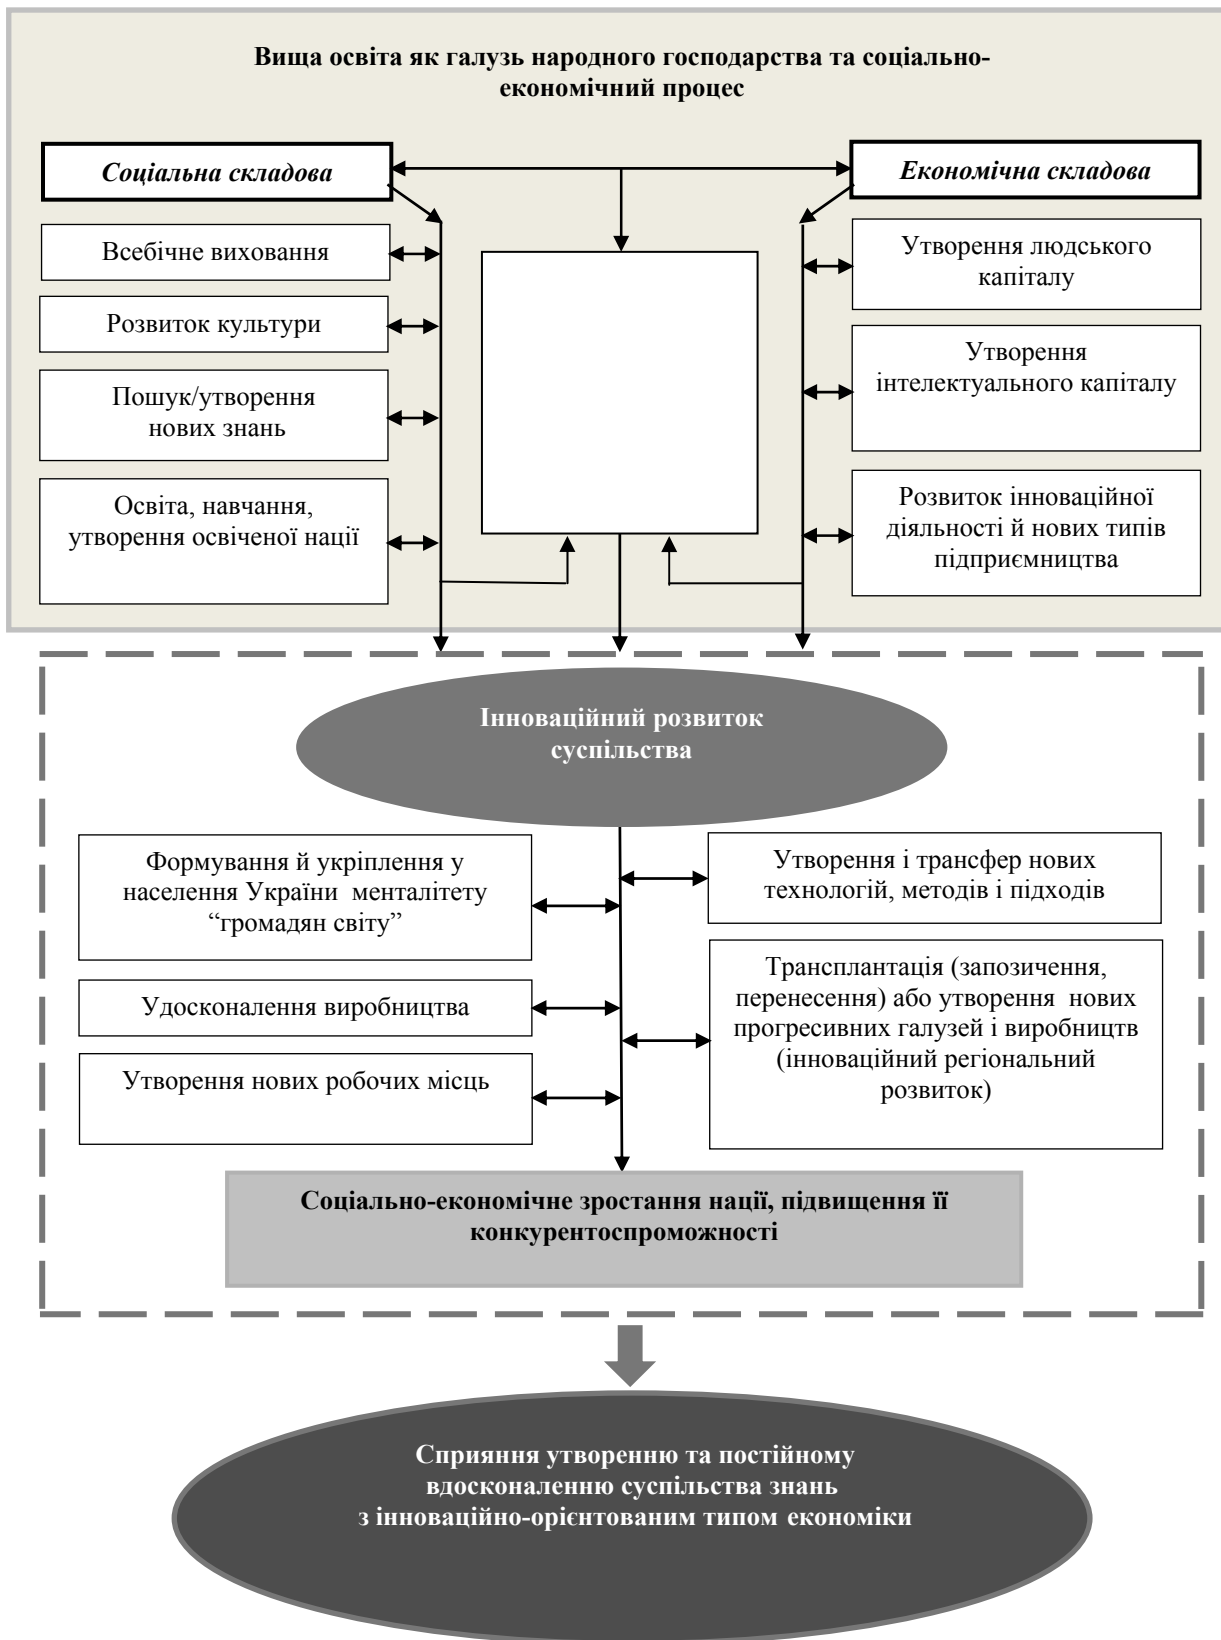 Вища освіта як галузь народного господарства та соціально-
економічний процес
Соціальна складова
Економічна складова
Всебічне виховання
Розвиток культури
Пошук/утворення
нових знань
Освіта, навчання,
утворення освіченої нації
Утворення людського
капіталу
Утворення
інтелектуального капіталу
Розвиток інноваційної
діяльності й нових типів
підприємництва
Інноваційний розвиток
суспільства
Формування й укріплення у
населення України  менталітету
“громадян світу”
Удосконалення виробництва
Утворення нових робочих місць
Утворення і трансфер нових
технологій, методів і підходів
Трансплантація (запозичення,
перенесення) або утворення  нових
прогресивних галузей і виробництв
(інноваційний регіональний
розвиток)
Соціально-економічне зростання нації, підвищення її
конкурентоспроможності
Сприяння утворенню та постійному
вдосконаленню суспільства знань
з інноваційно-орієнтованим типом економіки